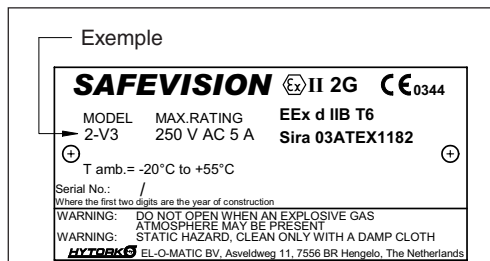 Exemple
SAFEVISION Ex II 2G CE 0344
MODEL MAX.RATING EEx d IIB T6
2-V3 250 V AC 5 A Sira 03ATEX1182
T amb.= -20°C to +55°C
Serial No.: /
Where the first two digits are the year of construction
WARNING: DO NOT OPEN WHEN AN EXPLOSIVE GAS
ATMOSPHERE MAY BE PRESENT
WARNING: STATIC HAZARD, CLEAN ONLY WITH A DAMP CLOTH
HYTORK EL-O-MATIC BV, Asveldweg 11, 7556 BR Hengelo, The Netherlands